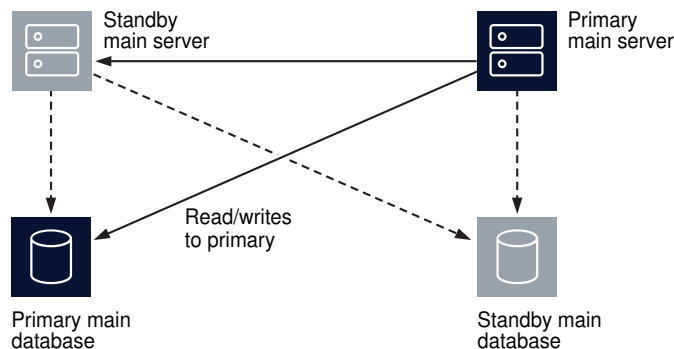 Standby
main server
Primary
main server
Read/writes
to primary
Primary main
database
Standby main
database